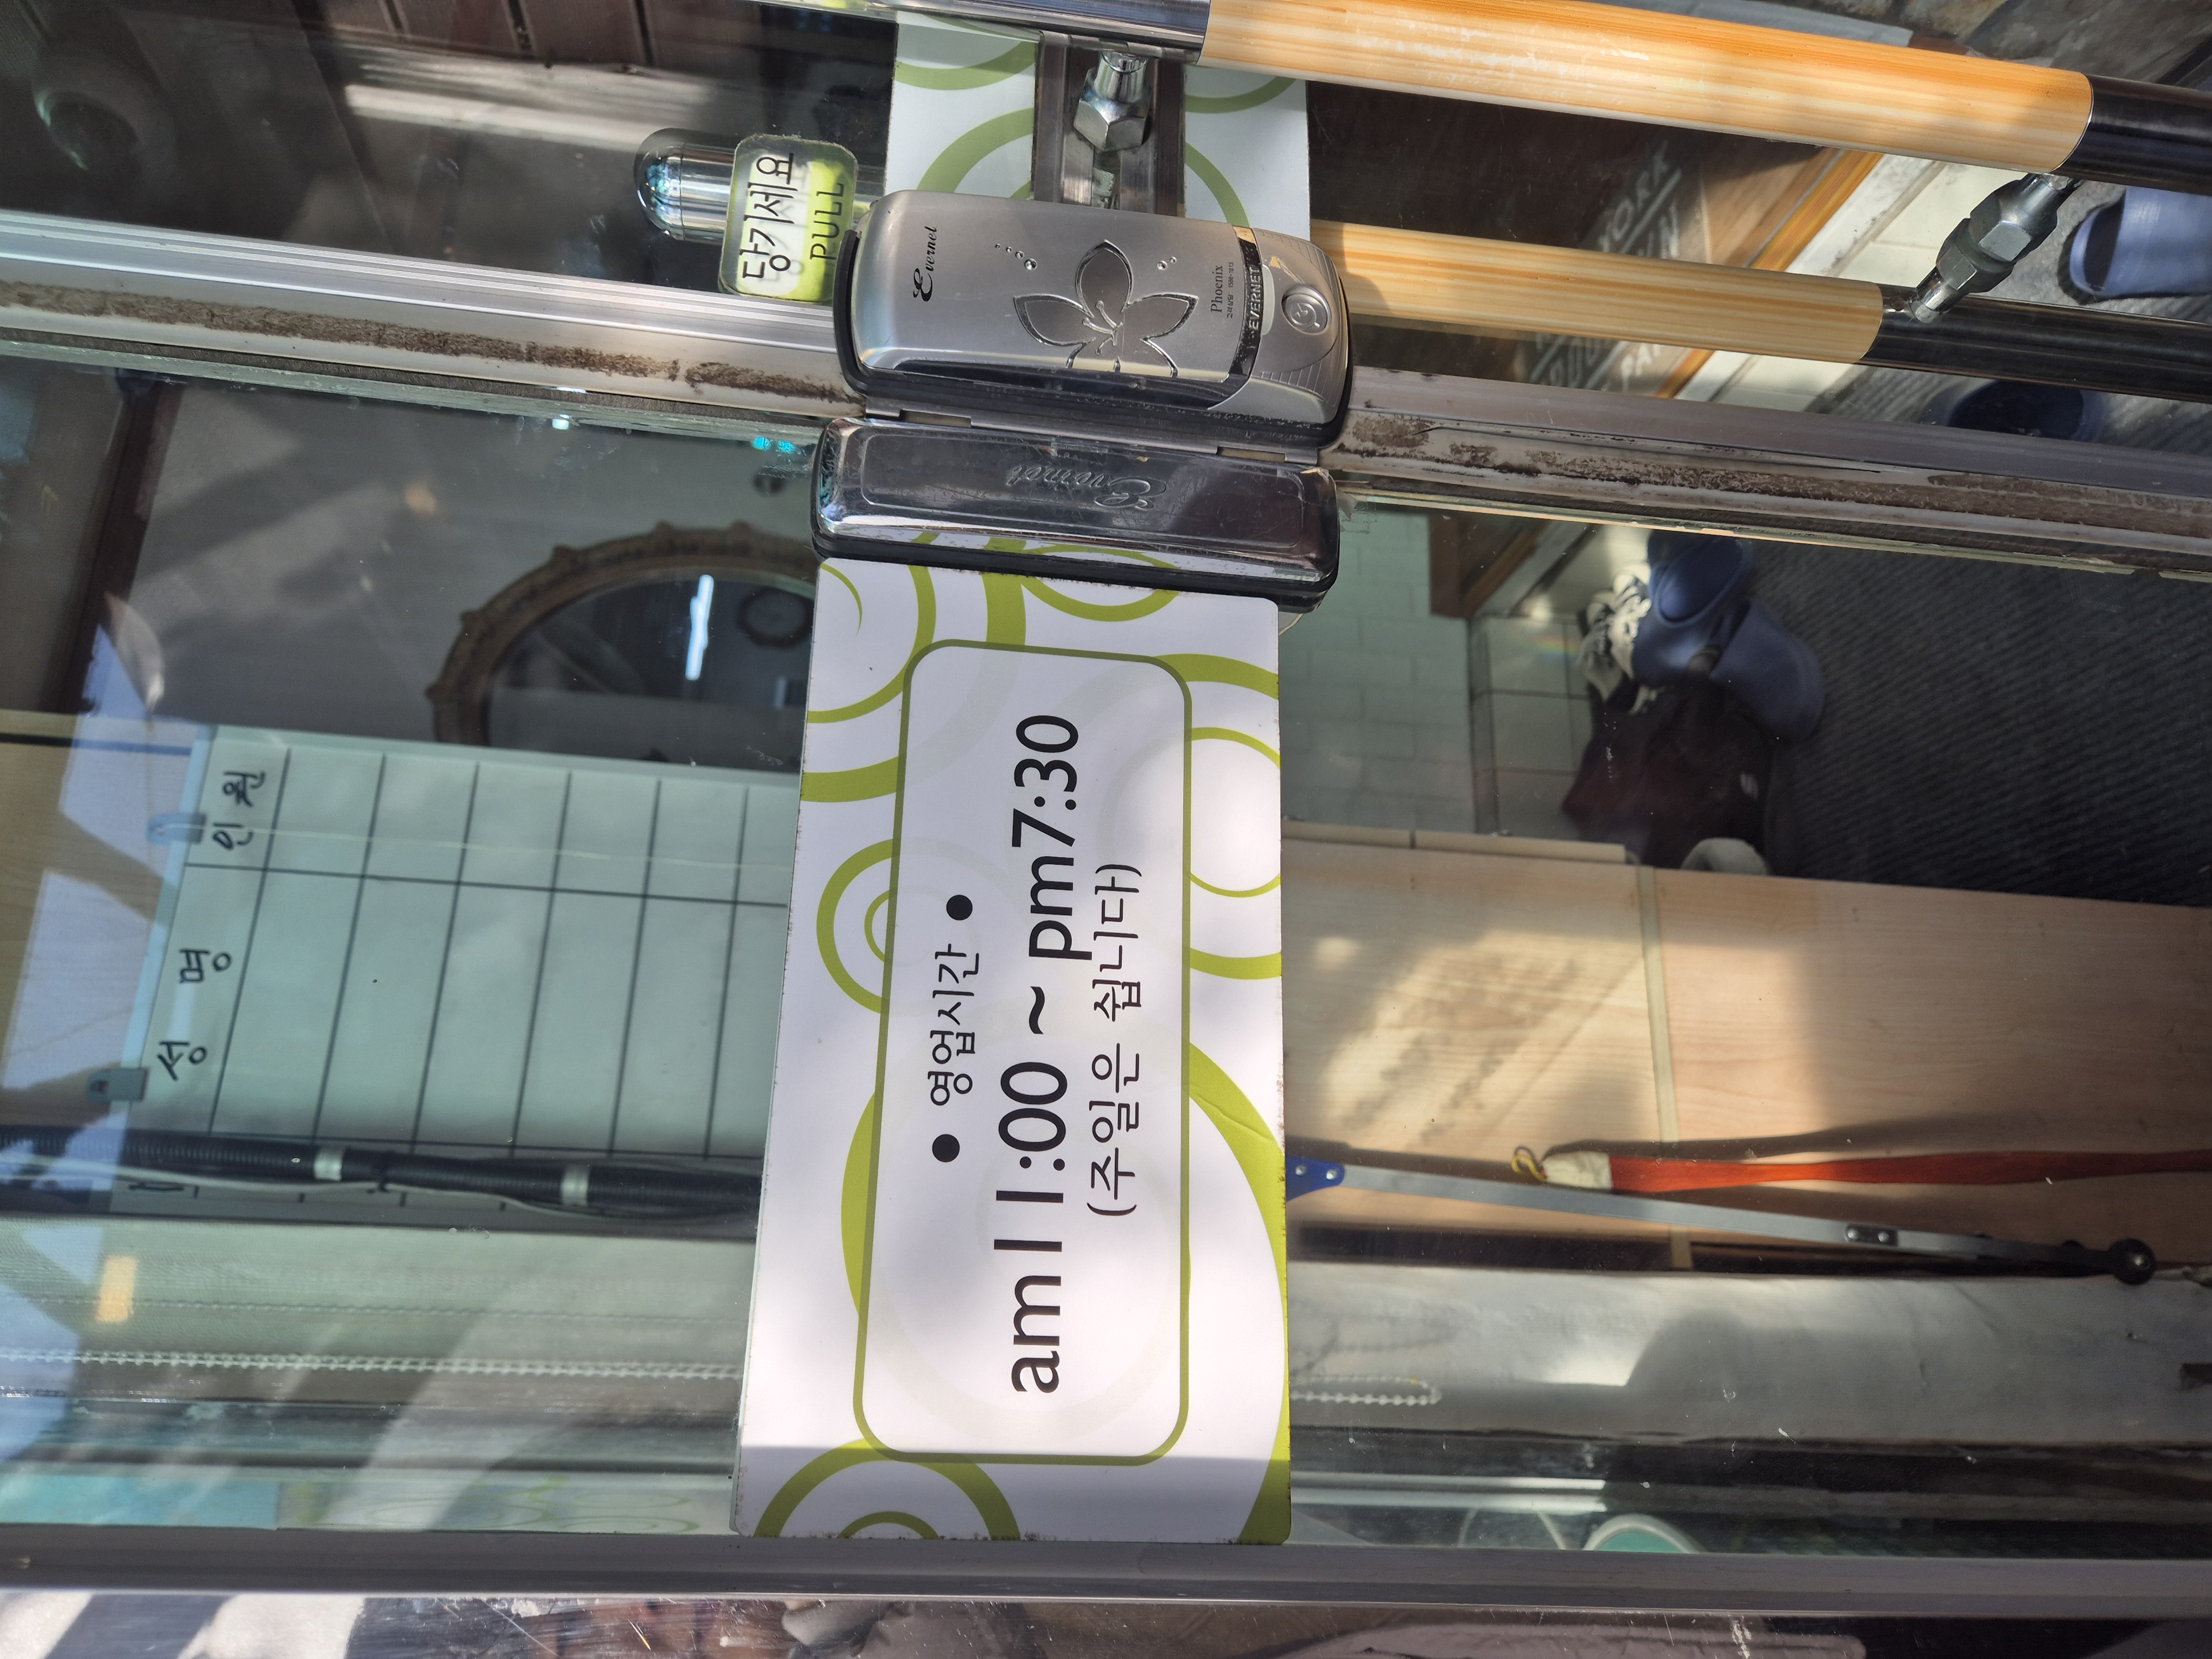 당기세요
PULL
Evernet
Phoenix
EVERNET
Evernet
● 영업시간 ●
am11:00 ~ pm7:30
(주일은 쉽니다)
성 명
인 원